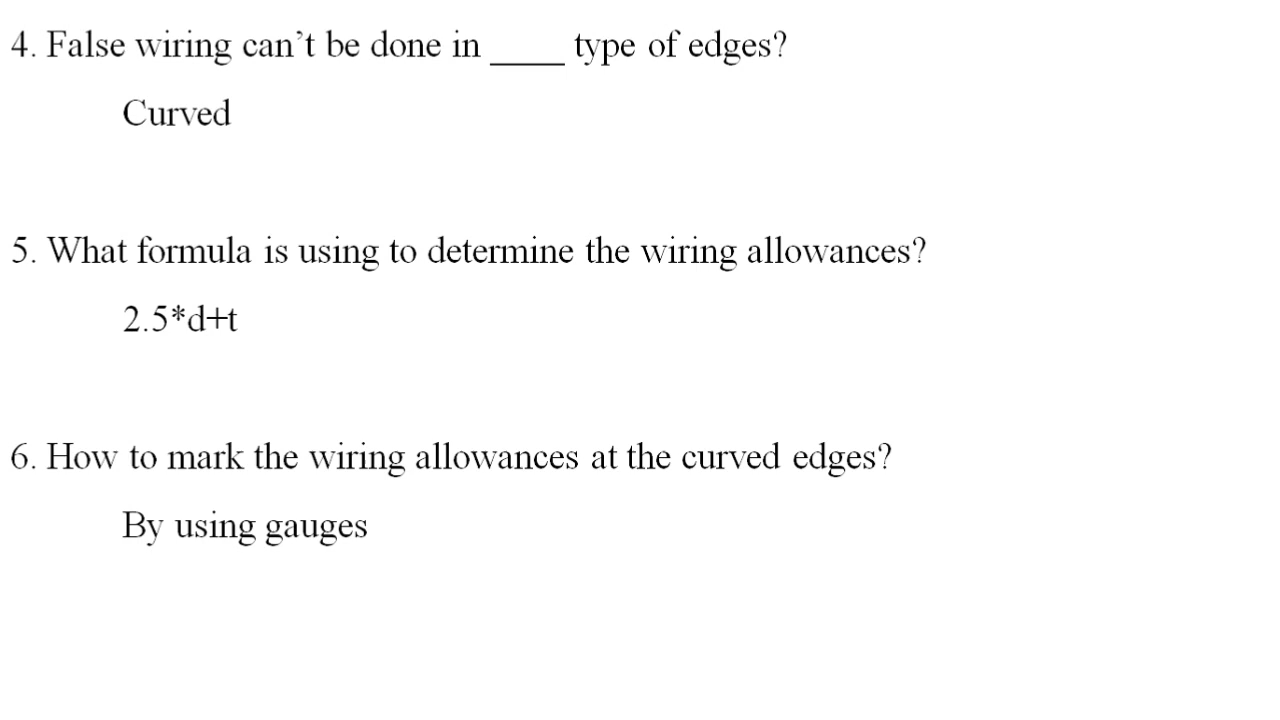 4. False wiring can’t be done in ____ type of edges?
Curved
5. What formula is using to determine the wiring allowances?
2.5*d+t
6. How to mark the wiring allowances at the curved edges?
By using gauges